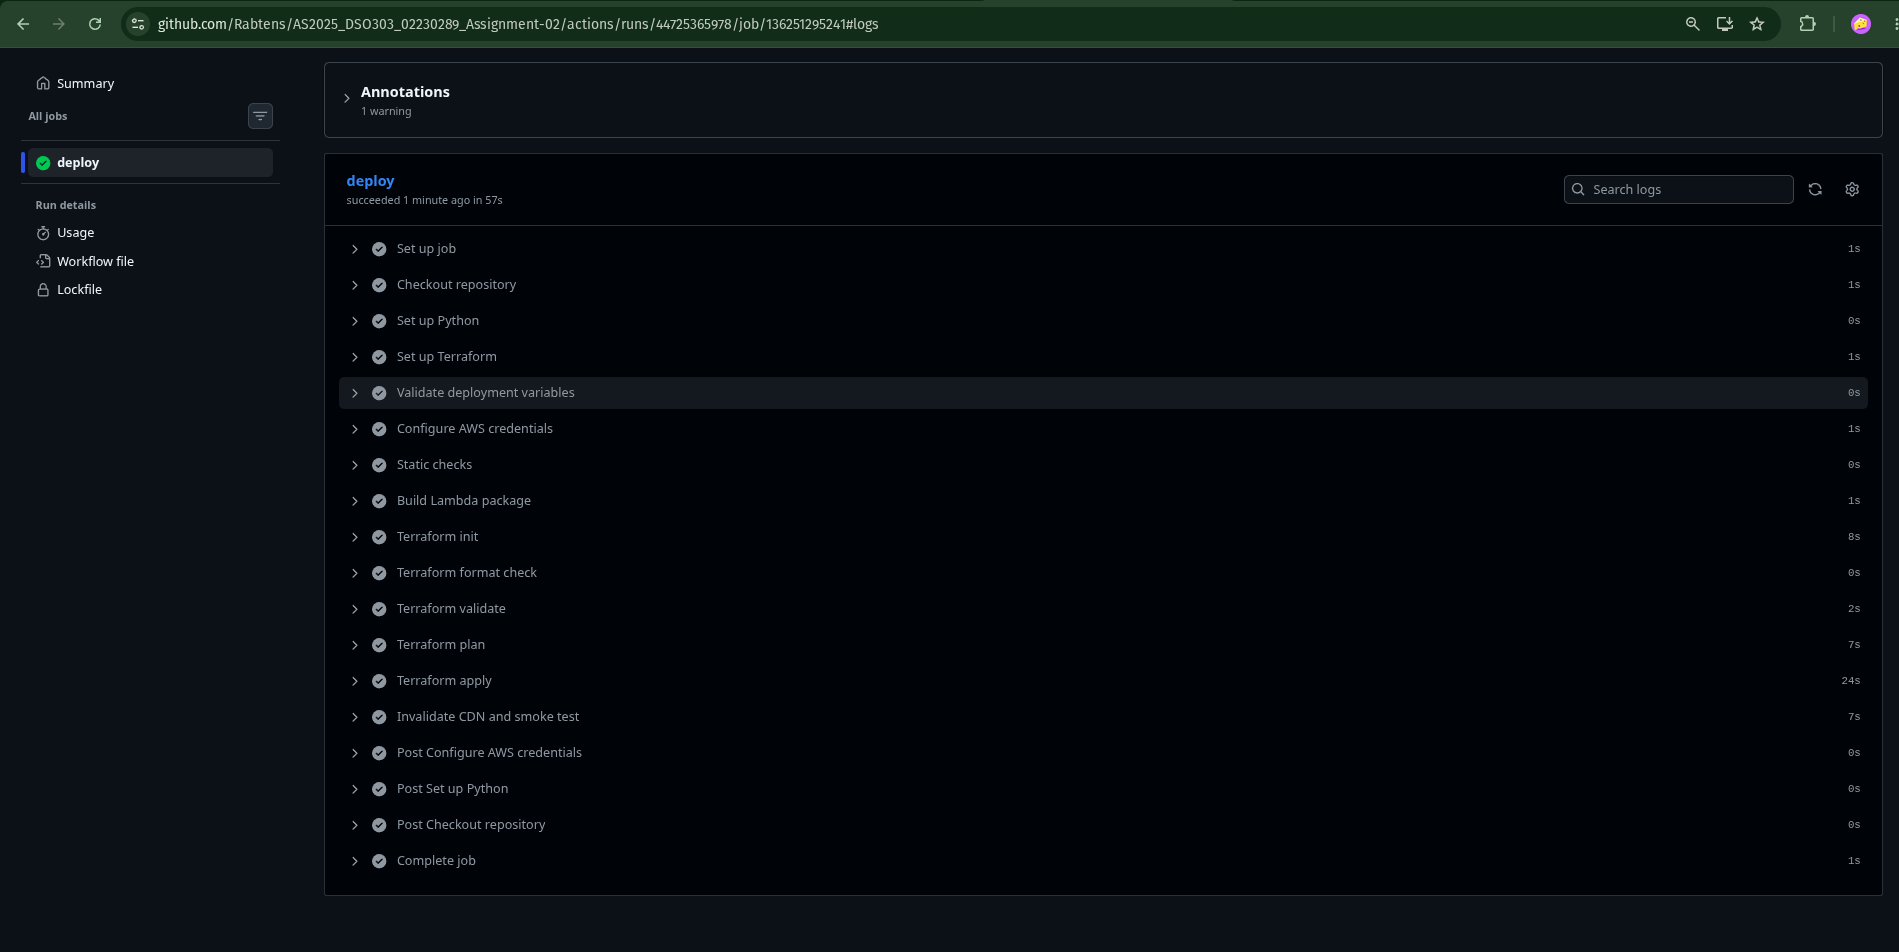 github.com/Rabtens/AS2025_DSO303_02230289_Assignment-02/actions/runs/44725365978/job/136251295241#logs
Summary
All jobs
deploy
Run details
Usage
Workflow file
Lockfile
Annotations
1 warning
deploy
succeeded 1 minute ago in 57s
Search logs
Set up job 1s
Checkout repository 1s
Set up Python 0s
Set up Terraform 1s
Validate deployment variables 0s
Configure AWS credentials 1s
Static checks 0s
Build Lambda package 1s
Terraform init 8s
Terraform format check 0s
Terraform validate 2s
Terraform plan 7s
Terraform apply 24s
Invalidate CDN and smoke test 7s
Post Configure AWS credentials 0s
Post Set up Python 0s
Post Checkout repository 0s
Complete job 1s